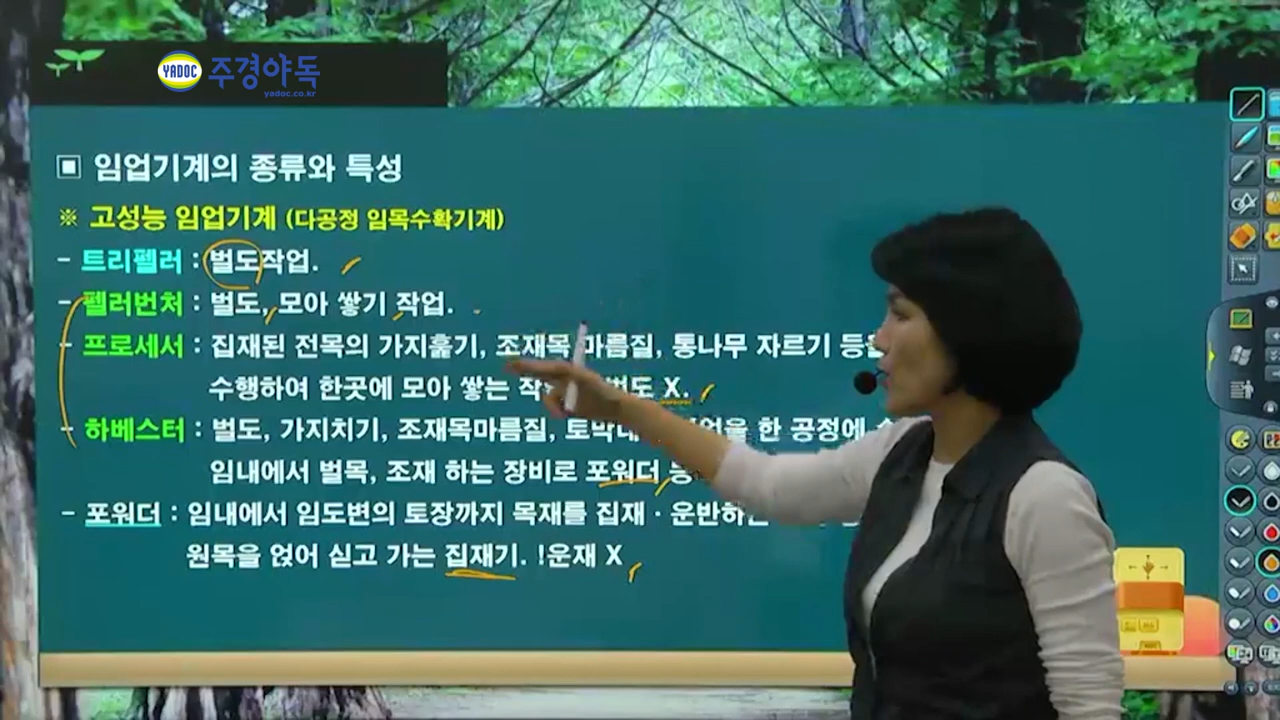 YADOC 주경야독
yadoc.co.kr
▣ 임업기계의 종류와 특성
※ 고성능 임업기계 (다공정 임목수확기계)
- 트리펠러 : 벌도작업.
- 펠러번처 : 벌도, 모아 쌓기 작업.
- 프로세서 : 집재된 전목의 가지훑기, 조재목 마름질, 통나무 자르기 등을
수행하여 한곳에 모아 쌓는 벌도 X.
- 하베스터 : 벌도, 가지치기, 조재목마름질, 한 공정에
임내에서 벌목, 조재 하는 장비로 포워더
- 포워더 : 임내에서 임도변의 토장까지 목재를 집재 · 운반하는
원목을 얹어 싣고 가는 집재기. !운재 X